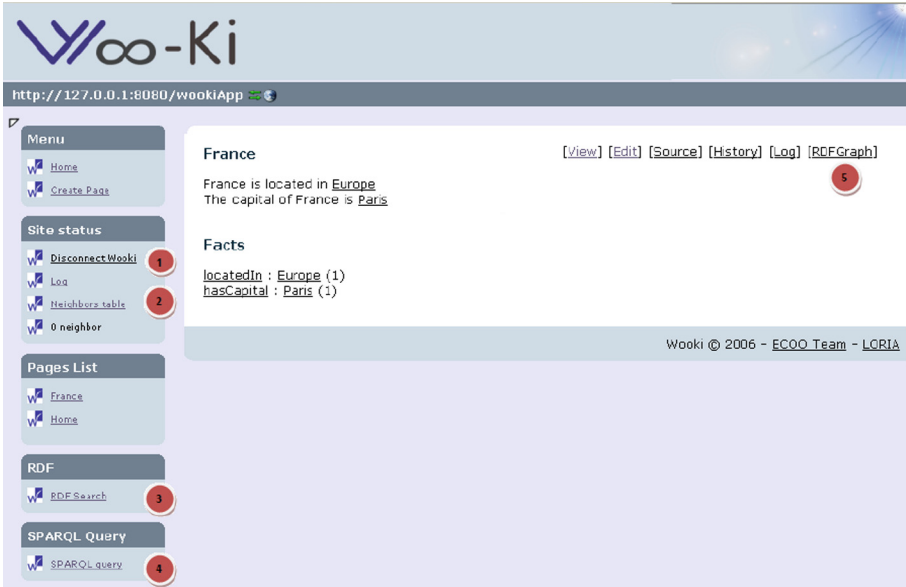 Woo-Ki
http://127.0.0.1:8080/wookiApp
Menu
Home
Create Page
Site status
Disconnect Wooki
1
Log
Neighbors table
2
0 neighbor
Pages List
France
Home
RDF
RDF Search
3
SPARQL Query
SPARQL query
4
France
[View] [Edit] [Source] [History] [Log] [RDFGraph]
5
France is located in Europe
The capital of France is Paris
Facts
locatedIn : Europe (1)
hasCapital : Paris (1)
Wooki © 2006 - ECOO Team - LORIA